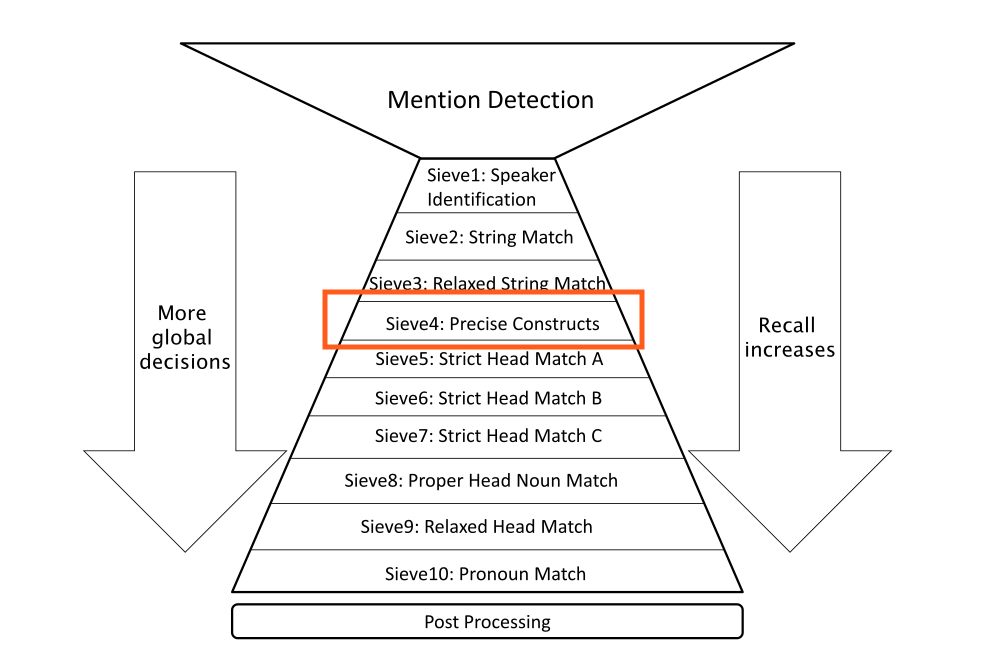 Mention Detection
Sieve1: Speaker
Identification
Sieve2: String Match
Sieve3: Relaxed String Match
Sieve4: Precise Constructs
Sieve5: Strict Head Match A
Sieve6: Strict Head Match B
Sieve7: Strict Head Match C
Sieve8: Proper Head Noun Match
Sieve9: Relaxed Head Match
Sieve10: Pronoun Match
Post Processing
More
global
decisions
Recall
increases